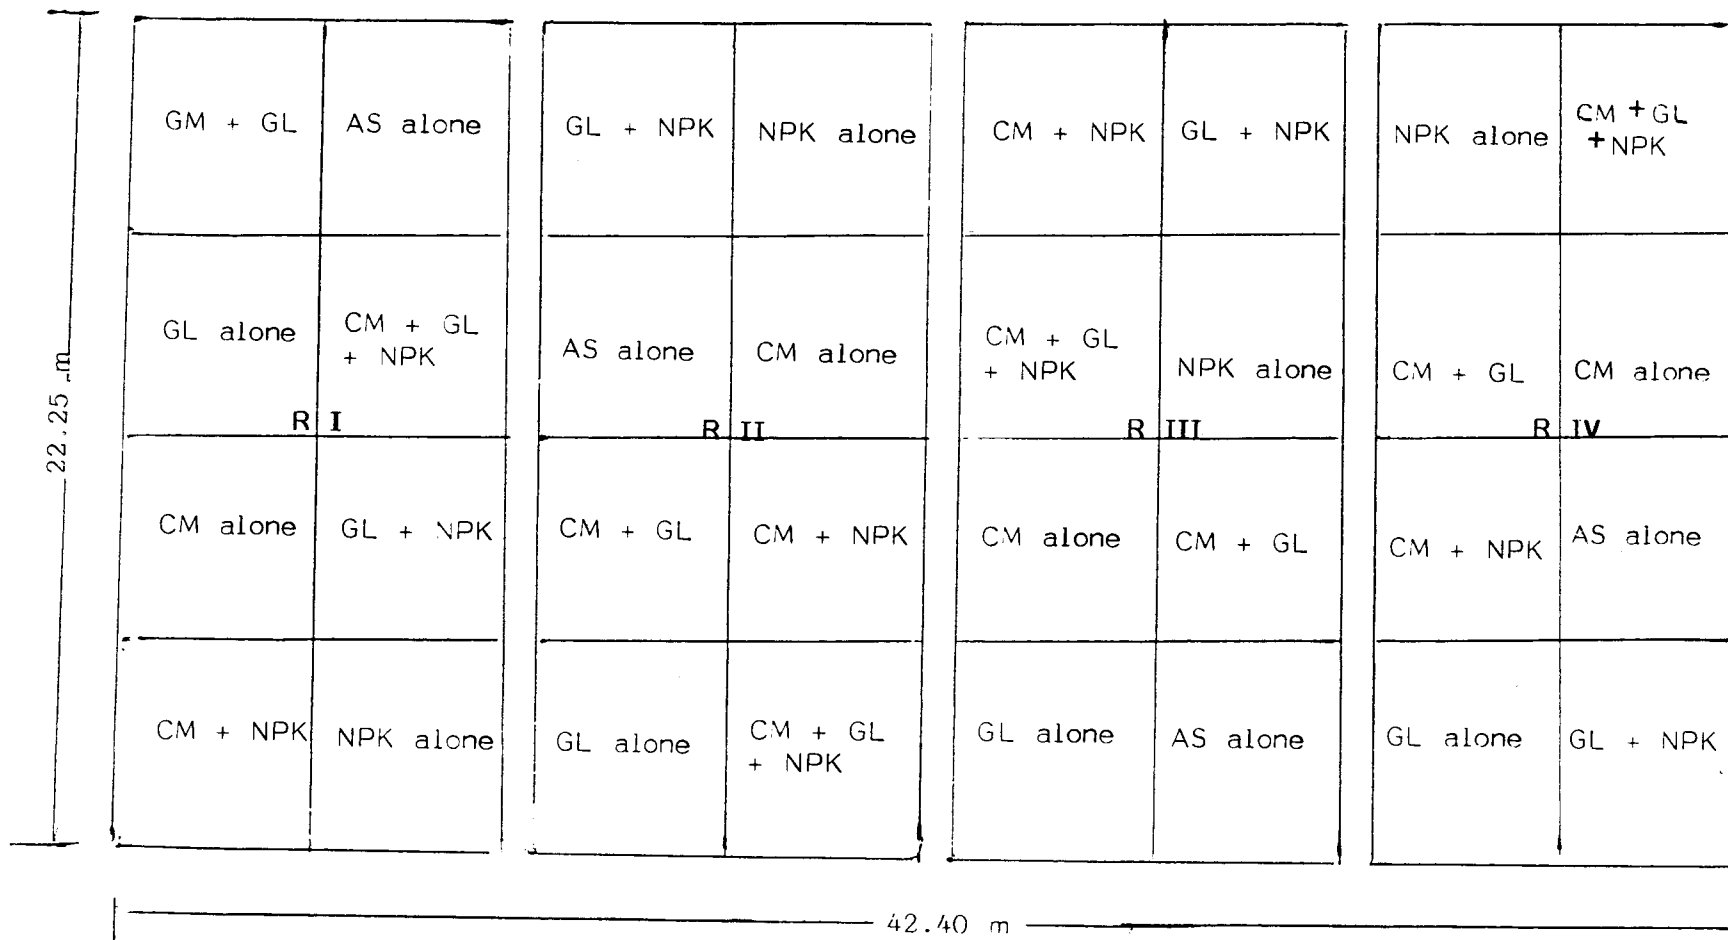 GM + GL
AS alone
GL alone
CM + GL
+ NPK
R I
CM alone
GL + NPK
CM + NPK
NPK alone
GL + NPK
NPK alone
AS alone
CM alone
R II
CM + GL
CM + NPK
GL alone
CM + GL
+ NPK
CM + NPK
GL + NPK
CM + GL
+ NPK
NPK alone
R III
CM alone
CM + GL
GL alone
AS alone
NPK alone
CM + GL
+ NPK
CM + GL
CM alone
R IV
CM + NPK
AS alone
GL alone
GL + NPK
22.25 m
42.40 m